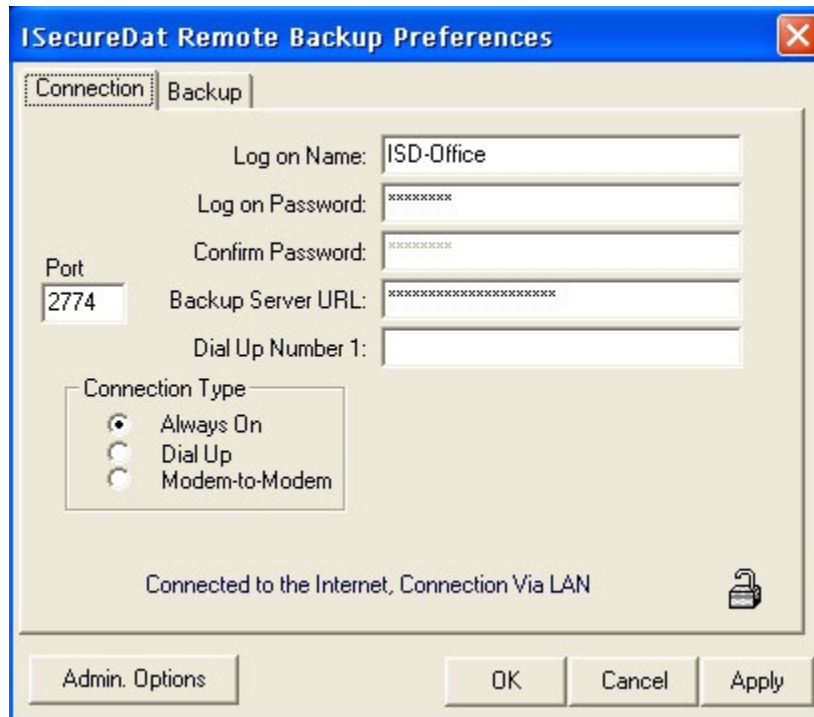 ISecureDat Remote Backup Preferences
Connection Backup
Log on Name: ISD-Office
Log on Password: ********
Confirm Password: ********
Port
2774
Backup Server URL: *********************
Dial Up Number 1:
Connection Type
Always On
Dial Up
Modem-to-Modem
Connected to the Internet, Connection Via LAN
Admin. Options OK Cancel Apply